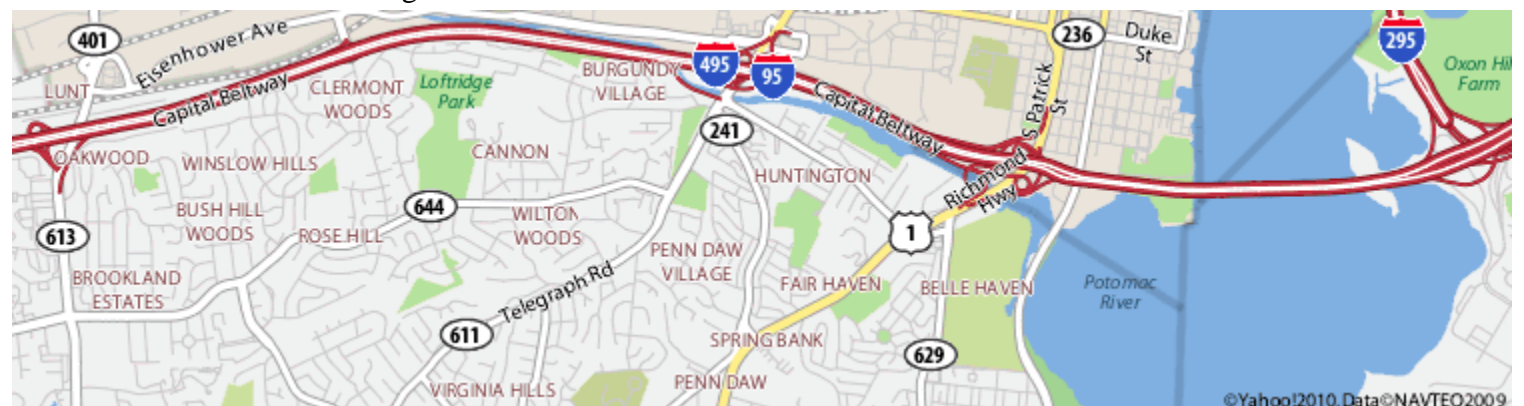 401
Eisenhower Ave
LUNT
Capital Beltway
CLERMONT
WOODS
Loftridge
Park
BURGUNDY
VILLAGE
495
95
Capital Beltway
236
Duke
St
S Patrick
St
295
Oxon Hil
Farm
OAKWOOD
WINSLOW HILLS
CANNON
241
HUNTINGTON
Richmond
Hwy
613
BUSH HILL
WOODS
644
ROSE HILL
WILTON
WOODS
PENN DAW
VILLAGE
1
BROOKLAND
ESTATES
Telegraph Rd
FAIR HAVEN
BELLE HAVEN
Potomac
River
611
SPRING BANK
629
VIRGINIA HILLS
PENN DAW
©Yahoo!2010, Data©NAVTEQ2009